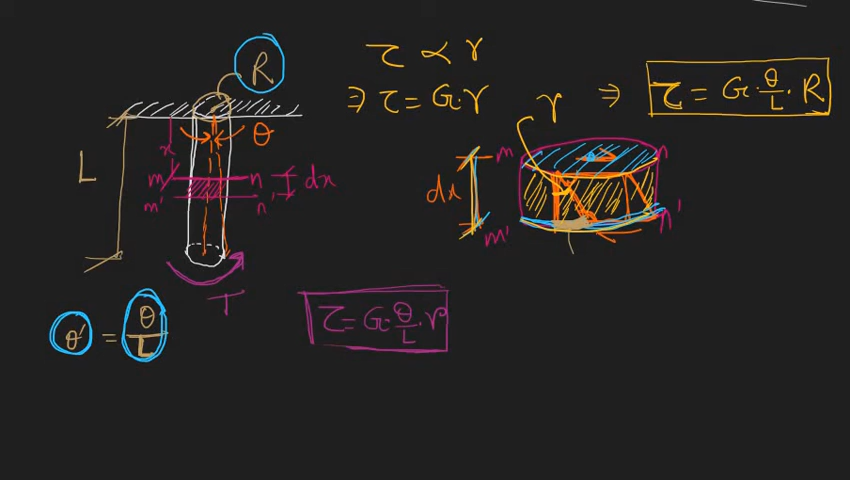 R
τ ∝ γ
⇒ τ = G·γ ⇒ τ = G·θ/L·R
θ
γ
L
x
m n
dx
m' n'
m n
dx
m' n'
T
θ' = θ/L
τ = G·θ/L·r